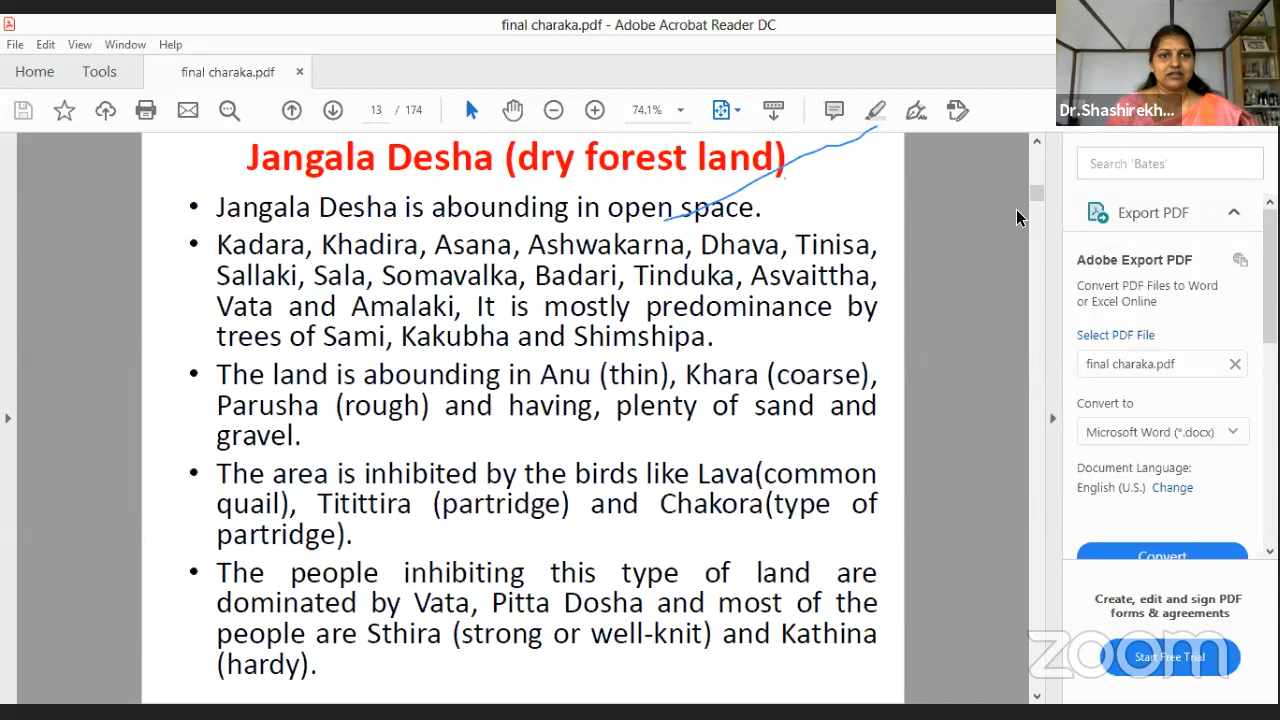 final charaka.pdf - Adobe Acrobat Reader DC
File Edit View Window Help
Home Tools final charaka.pdf ×
13 / 174 74.1%
Dr.Shashirekh...
Jangala Desha (dry forest land)
• Jangala Desha is abounding in open space.
• Kadara, Khadira, Asana, Ashwakarna, Dhava, Tinisa,
Sallaki, Sala, Somavalka, Badari, Tinduka, Asvaittha,
Vata and Amalaki, It is mostly predominance by
trees of Sami, Kakubha and Shimshipa.
• The land is abounding in Anu (thin), Khara (coarse),
Parusha (rough) and having, plenty of sand and
gravel.
• The area is inhibited by the birds like Lava(common
quail), Titittira (partridge) and Chakora(type of
partridge).
• The people inhibiting this type of land are
dominated by Vata, Pitta Dosha and most of the
people are Sthira (strong or well-knit) and Kathina
(hardy).
Search 'Bates'
Export PDF
Adobe Export PDF
Convert PDF Files to Word
or Excel Online
Select PDF File
final charaka.pdf
Convert to
Microsoft Word (*.docx)
Document Language:
English (U.S.) Change
Convert
Create, edit and sign PDF
forms & agreements
Start Free Trial
zoom